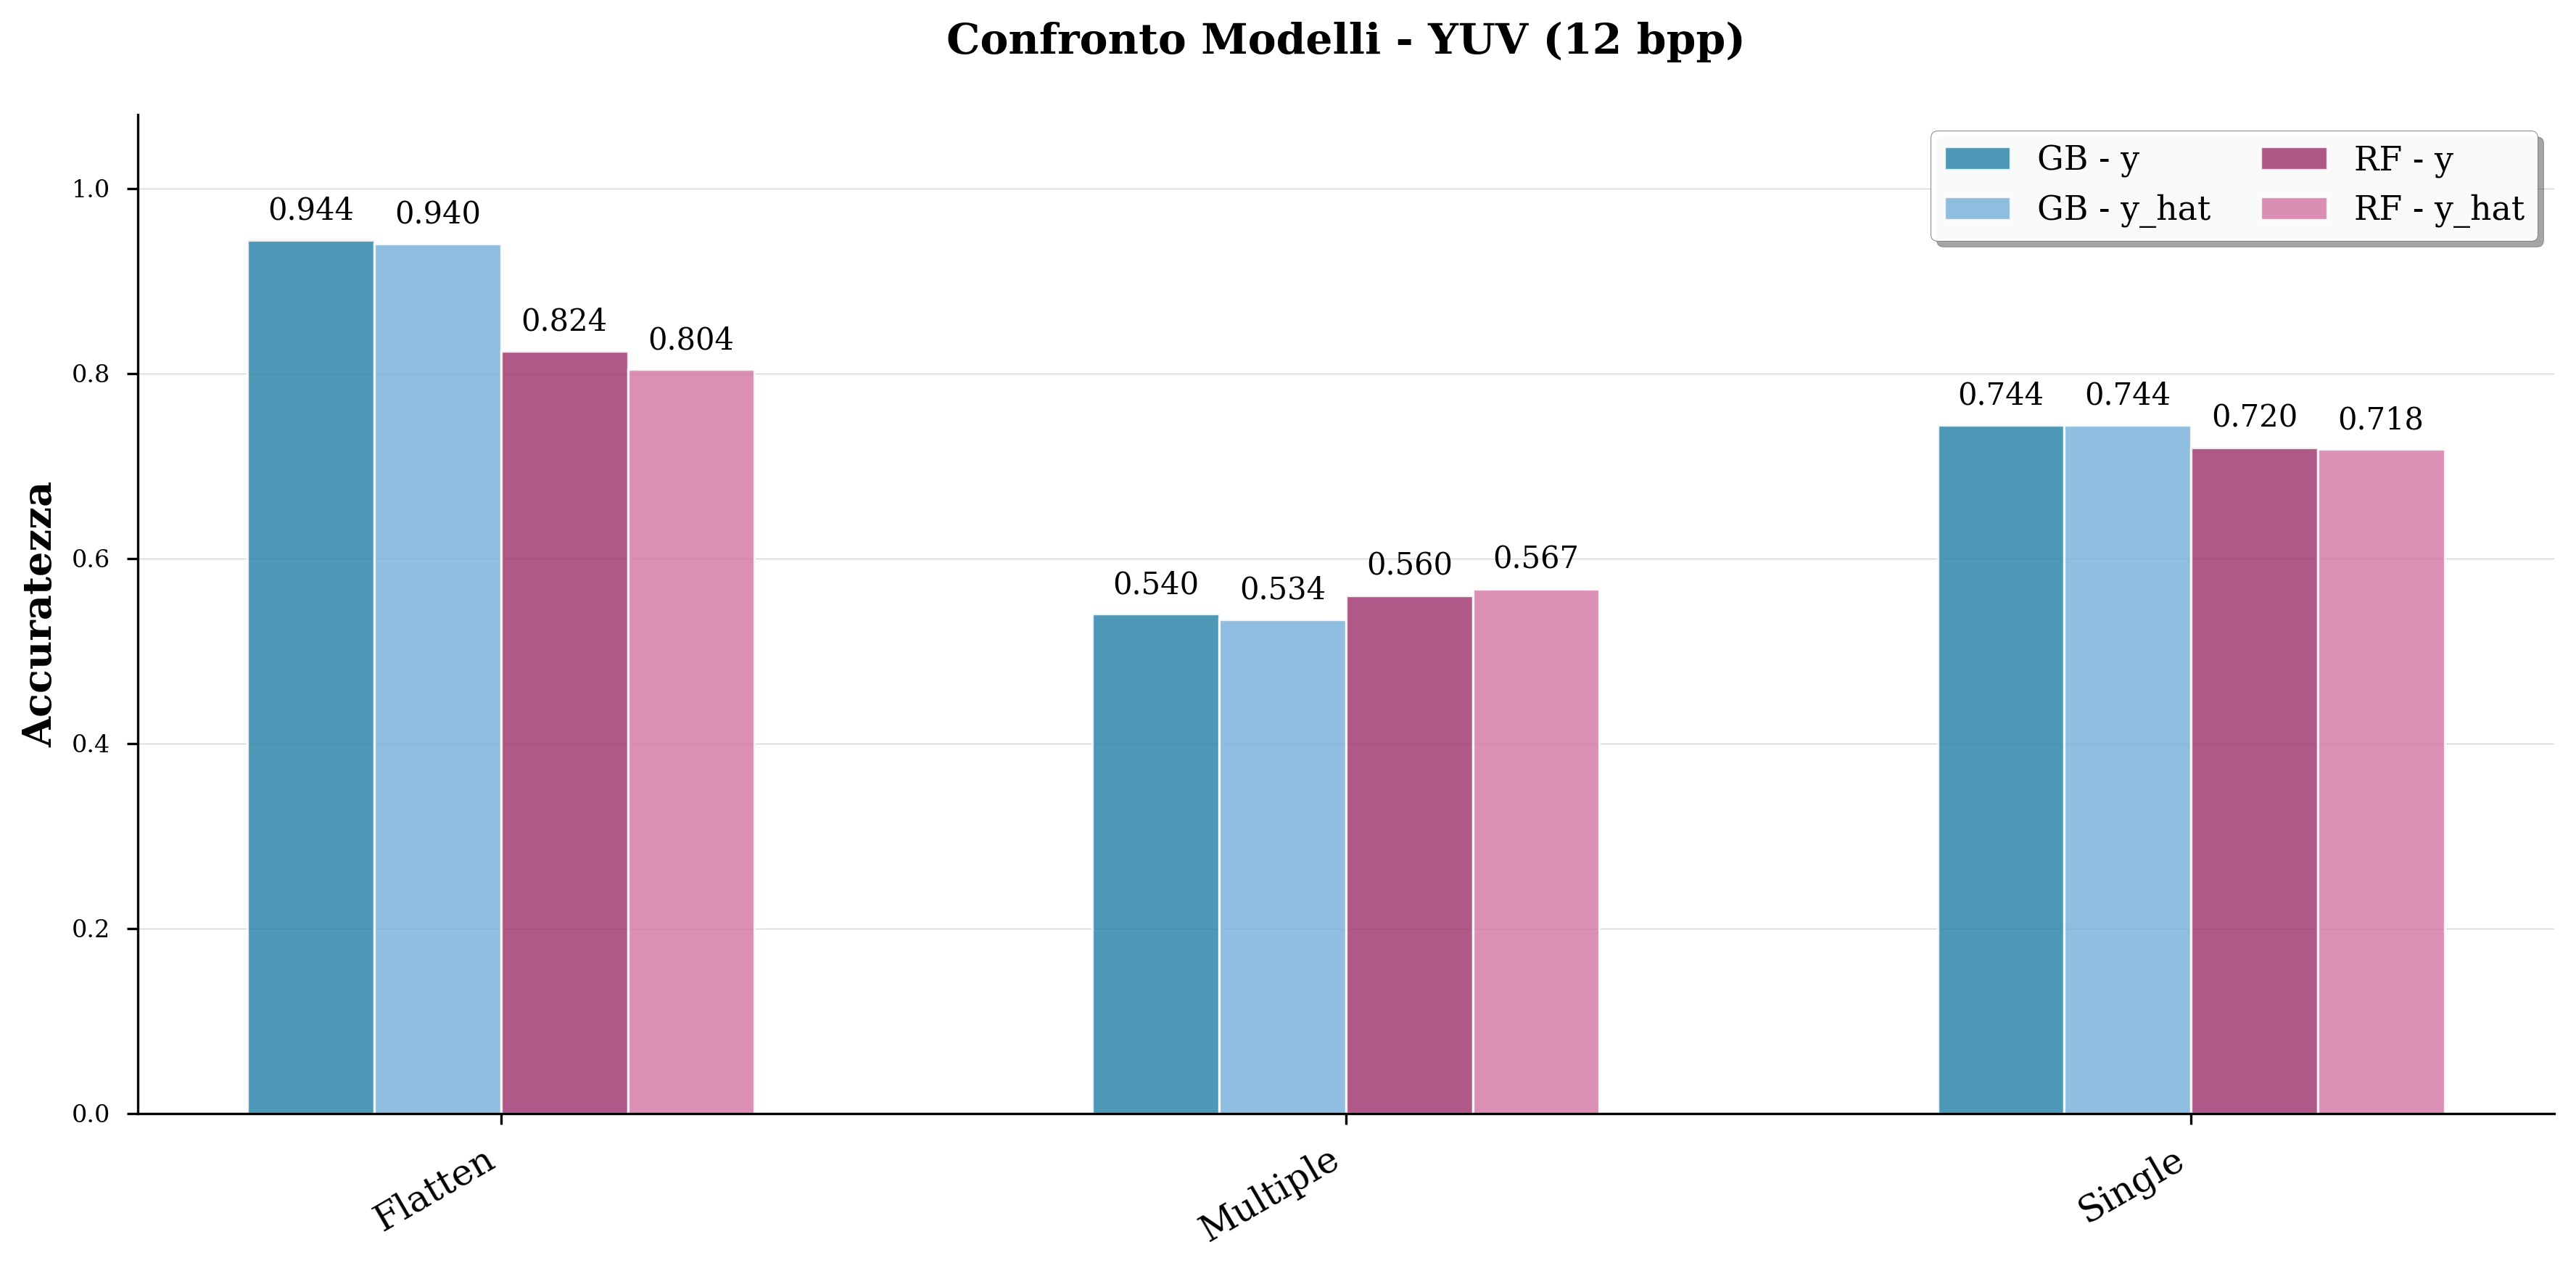 Confronto Modelli - YUV (12 bpp)
GB - y
RF - y
GB - y_hat
RF - y_hat
Accuratezza
1.0
0.8
0.6
0.4
0.2
0.0
0.944
0.940
0.824
0.804
0.540
0.534
0.560
0.567
0.744
0.744
0.720
0.718
Flatten
Multiple
Single